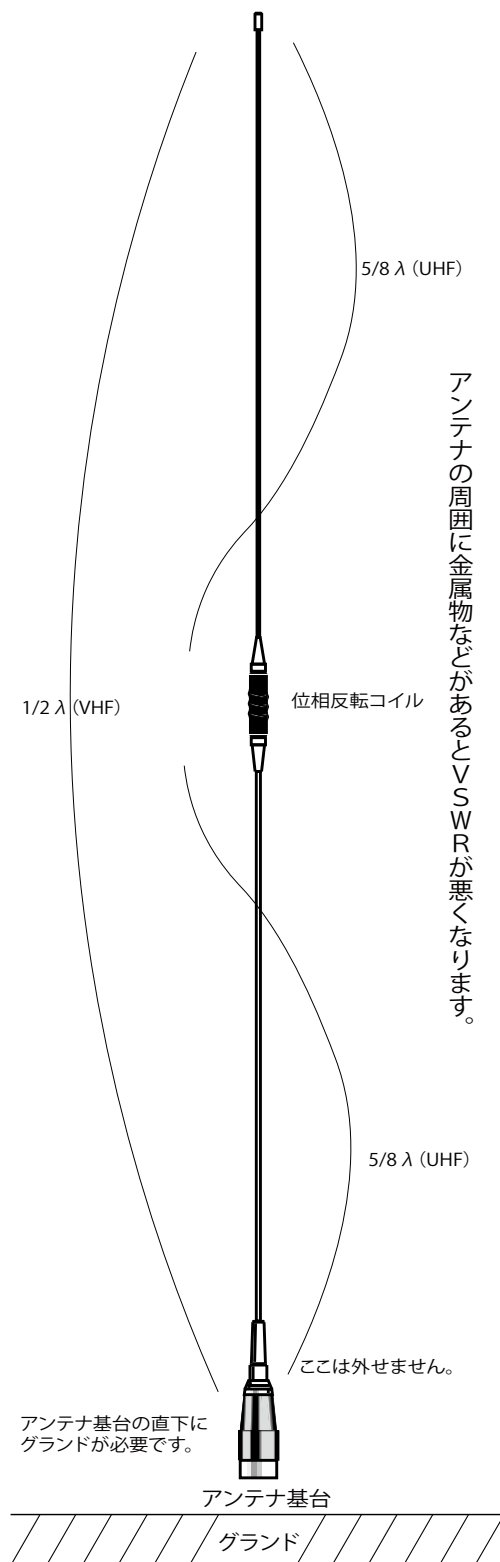 5/8 λ (UHF)
アンテナの周囲に金属物などがあるとVSWRが悪くなります。
1/2 λ (VHF)
位相反転コイル
5/8 λ (UHF)
ここは外せません。
アンテナ基台の直下に
グランドが必要です。
アンテナ基台
グランド